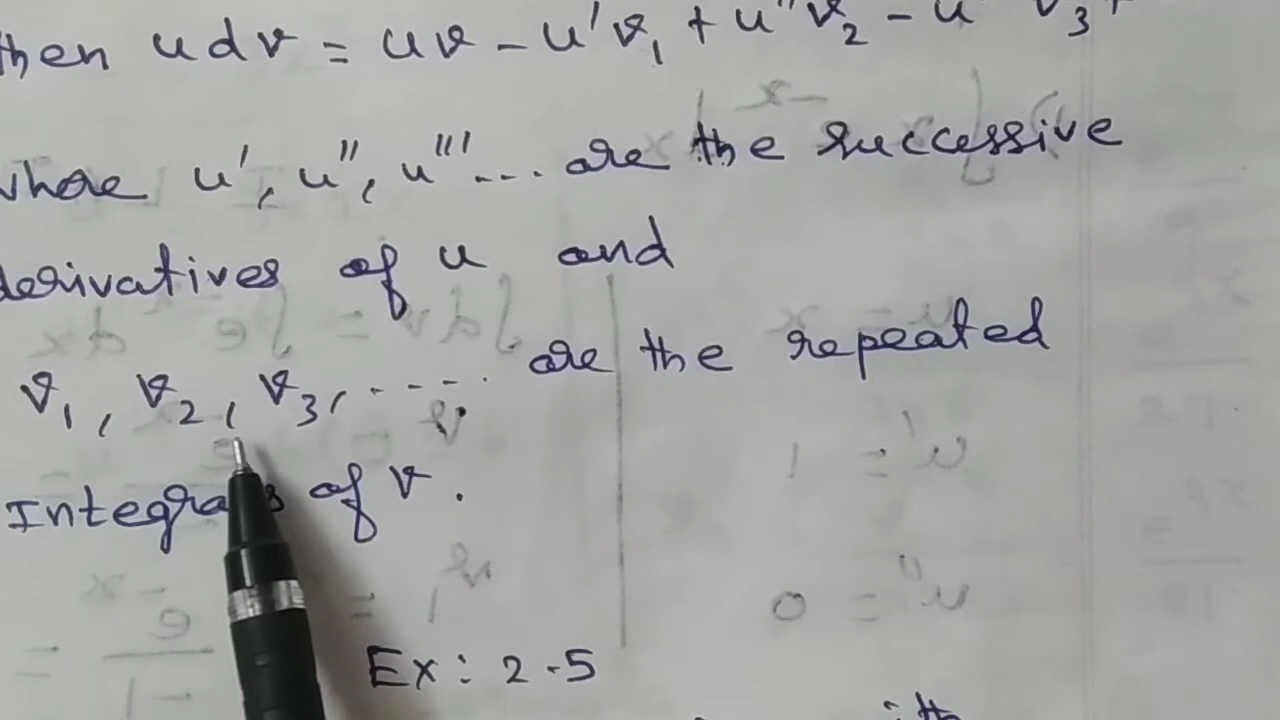 then u d v = uv - u'v₁ + u''v₂ - u v₃
where u', u'', u''' ... are the successive
derivatives of u and
v₁, v₂, v₃, ..... are the repeated
Integrals of v.
Ex: 2.5